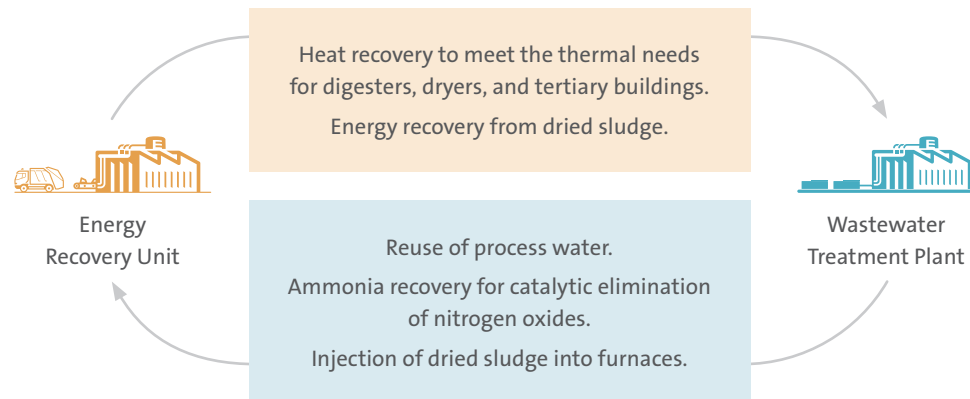 Heat recovery to meet the thermal needs
for digesters, dryers, and tertiary buildings.
Energy recovery from dried sludge.
Energy
Recovery Unit
Wastewater
Treatment Plant
Reuse of process water.
Ammonia recovery for catalytic elimination
of nitrogen oxides.
Injection of dried sludge into furnaces.